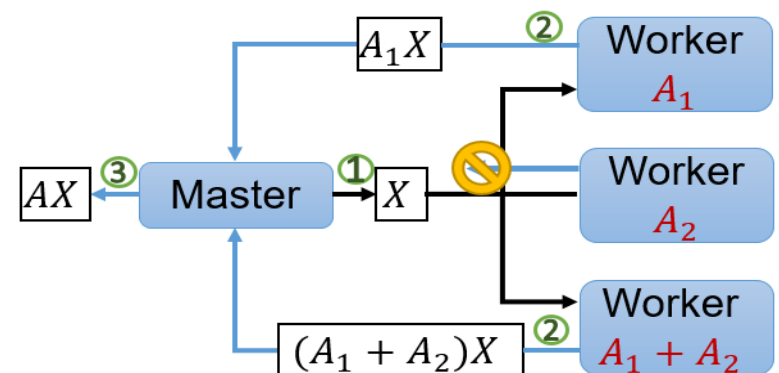 A₁X
②
Worker
A₁
AX
③
Master
①
X
Worker
A₂
(A₁ + A₂)X
②
Worker
A₁ + A₂